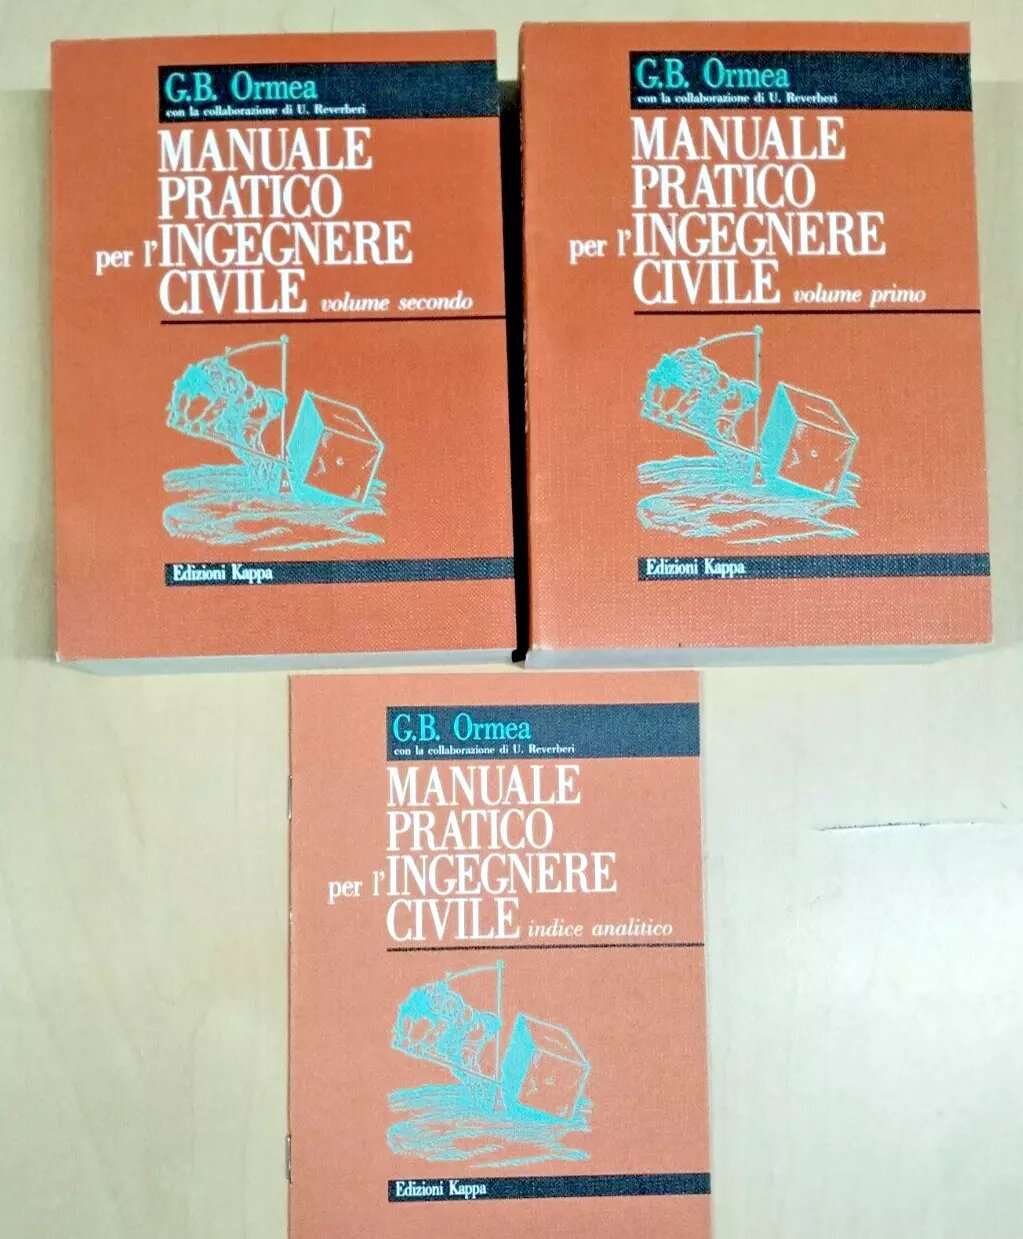 G.B. Ormea
con la collaborazione di U. Reverberi
MANUALE
PRATICO
per l'INGEGNERE
CIVILE volume secondo
Edizioni Kappa
G.B. Ormea
con la collaborazione di U. Reverberi
MANUALE
PRATICO
per l'INGEGNERE
CIVILE volume primo
Edizioni Kappa
G.B. Ormea
con la collaborazione di U. Reverberi
MANUALE
PRATICO
per l'INGEGNERE
CIVILE indice analitico
Edizioni Kappa